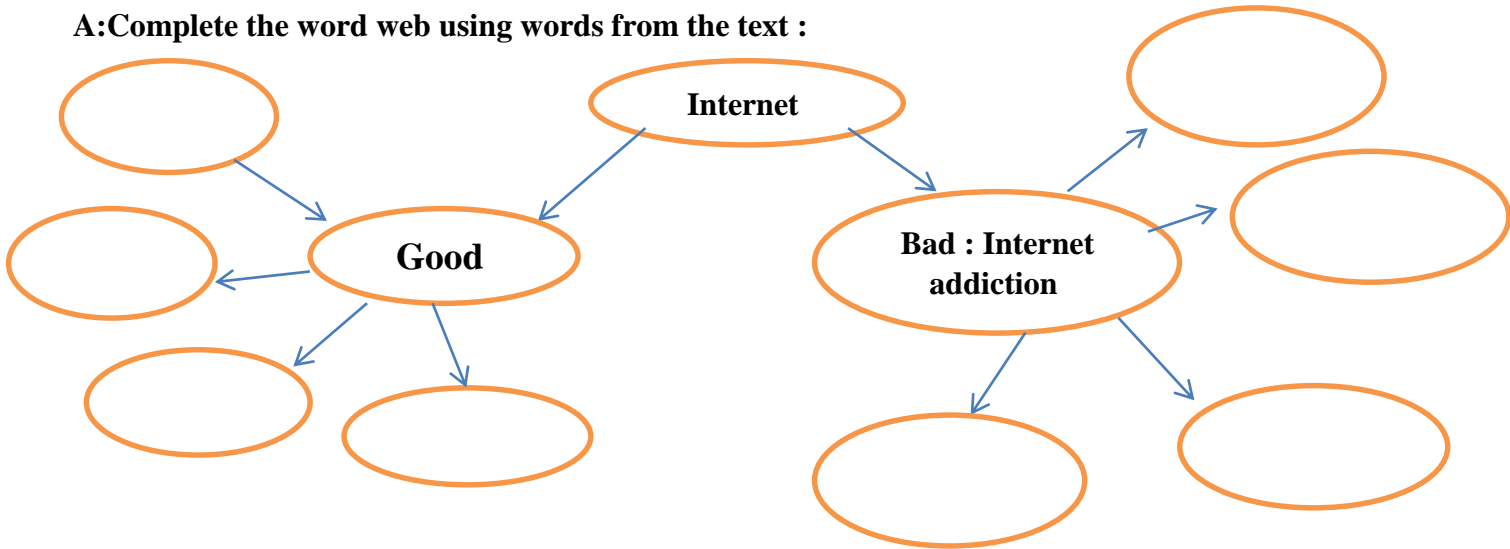 A:Complete the word web using words from the text :
Internet
Good
Bad : Internet
addiction